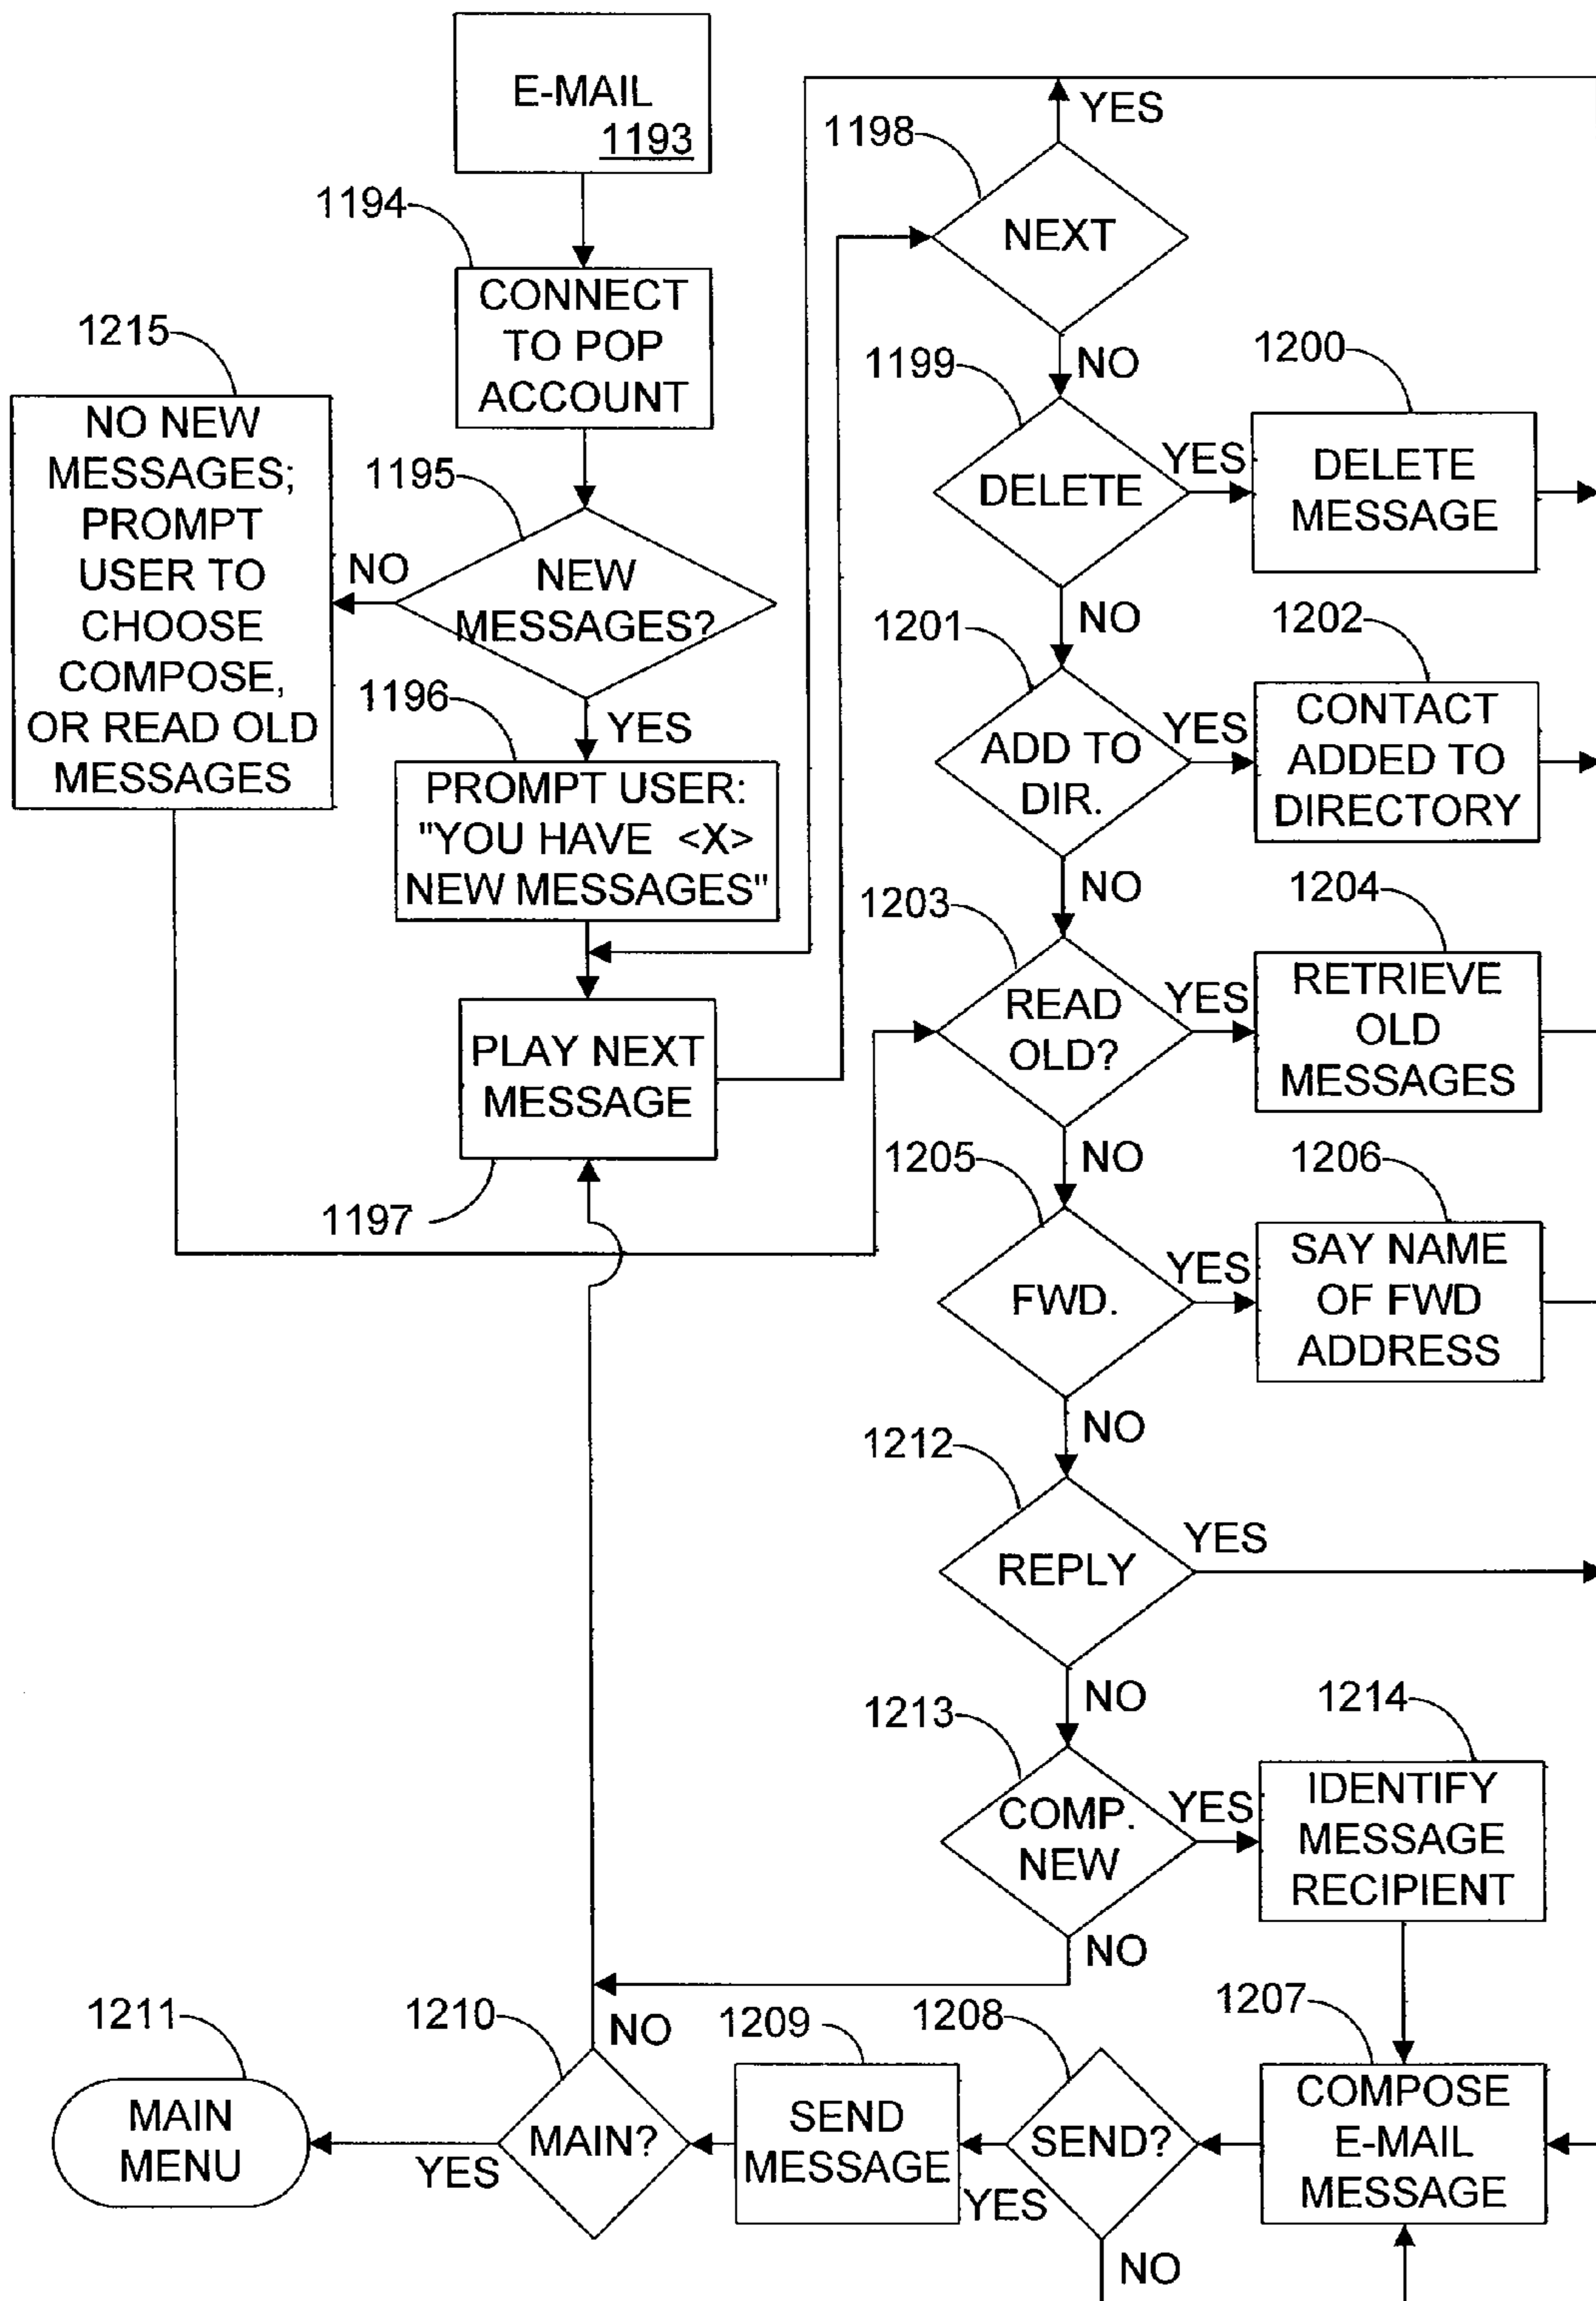 E-MAIL
1193
1194
CONNECT
TO POP
ACCOUNT
1215
NO NEW
MESSAGES;
PROMPT
USER TO
CHOOSE
COMPOSE,
OR READ OLD
MESSAGES
1195
NO
NEW
MESSAGES?
YES
1196
PROMPT USER:
"YOU HAVE <X>
NEW MESSAGES"
PLAY NEXT
MESSAGE
1197
1198
YES
NEXT
NO
1199
DELETE
YES
1200
DELETE
MESSAGE
NO
1201
ADD TO
DIR.
YES
1202
CONTACT
ADDED TO
DIRECTORY
NO
1203
READ
OLD?
YES
1204
RETRIEVE
OLD
MESSAGES
NO
1205
FWD.
YES
1206
SAY NAME
OF FWD
ADDRESS
NO
1212
REPLY
YES
NO
1213
COMP.
NEW
YES
1214
IDENTIFY
MESSAGE
RECIPIENT
NO
1207
COMPOSE
E-MAIL
MESSAGE
1208
SEND?
YES
NO
1209
SEND
MESSAGE
1210
NO
MAIN?
YES
1211
MAIN
MENU